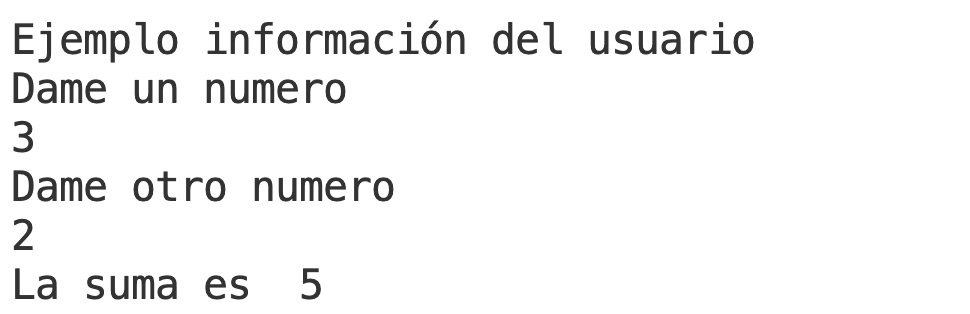 Ejemplo información del usuario
Dame un numero
3
Dame otro numero
2
La suma es  5